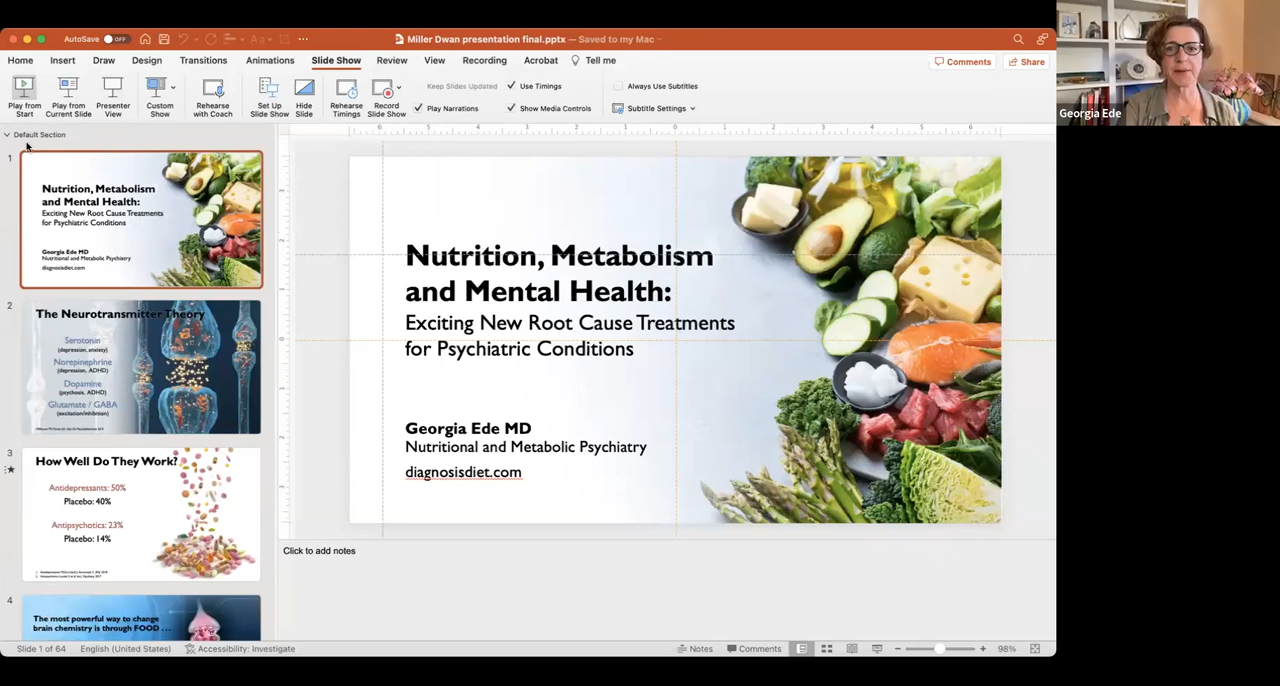 AutoSave OFF
Miller Dwan presentation final.pptx — Saved to my Mac
Home Insert Draw Design Transitions Animations Slide Show Review View Recording Acrobat Tell me
Comments Share
Play from Start
Play from Current Slide
Presenter View
Custom Show
Rehearse with Coach
Set Up Slide Show
Hide Slide
Rehearse Timings
Record Slide Show
Keep Slides Updated
Use Timings
Play Narrations
Show Media Controls
Always Use Subtitles
Subtitle Settings
Georgia Ede
Default Section
1
Nutrition, Metabolism
and Mental Health:
Exciting New Root Cause Treatments
for Psychiatric Conditions
Georgia Ede MD
Nutritional and Metabolic Psychiatry
diagnosisdiet.com
2
The Neurotransmitter Theory
Serotonin
(depression, anxiety)
Norepinephrine
(depression, ADHD)
Dopamine
(psychosis, ADHD)
Glutamate / GABA
(excitation/inhibition)
3
How Well Do They Work?
Antidepressants: 50%
Placebo: 40%
Antipsychotics: 23%
Placebo: 14%
4
The most powerful way to change
brain chemistry is through FOOD ...
Nutrition, Metabolism
and Mental Health:
Exciting New Root Cause Treatments
for Psychiatric Conditions
Georgia Ede MD
Nutritional and Metabolic Psychiatry
diagnosisdiet.com
Click to add notes
Slide 1 of 64 English (United States) Accessibility: Investigate
Notes Comments 98%